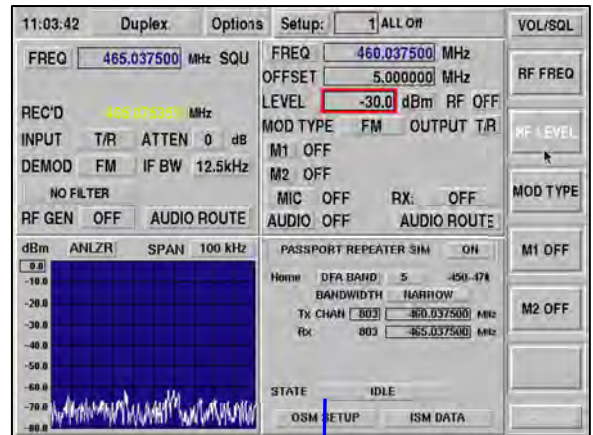 11:03:42 Duplex Options Setup: 1 ALL Off VOL/SQL
FREQ 465.037500 MHz SQU
REC'D MHz
INPUT T/R ATTEN 0 dB
DEMOD FM IF BW 12.5kHz
NO FILTER
RF GEN OFF AUDIO ROUTE
FREQ 460.037500 MHz
OFFSET 5.000000 MHz
LEVEL -30.0 dBm RF OFF
MOD TYPE FM OUTPUT T/R
M1 OFF
M2 OFF
MIC OFF RX: OFF
AUDIO OFF AUDIO ROUTE
RF FREQ
RF LEVEL
MOD TYPE
M1 OFF
M2 OFF
dBm ANLZR SPAN 100 kHz
0.0
-10.0
-20.0
-30.0
-40.0
-50.0
-60.0
-70.0
-80.0
PASSPORT REPEATER SIM ON
Home DFA BAND 5 -450-47
BANDWIDTH NARROW
Tx CHAN 803 460.037500 MHz
Rx 803 465.037500 MHz
STATE IDLE
OSM SETUP ISM DATA